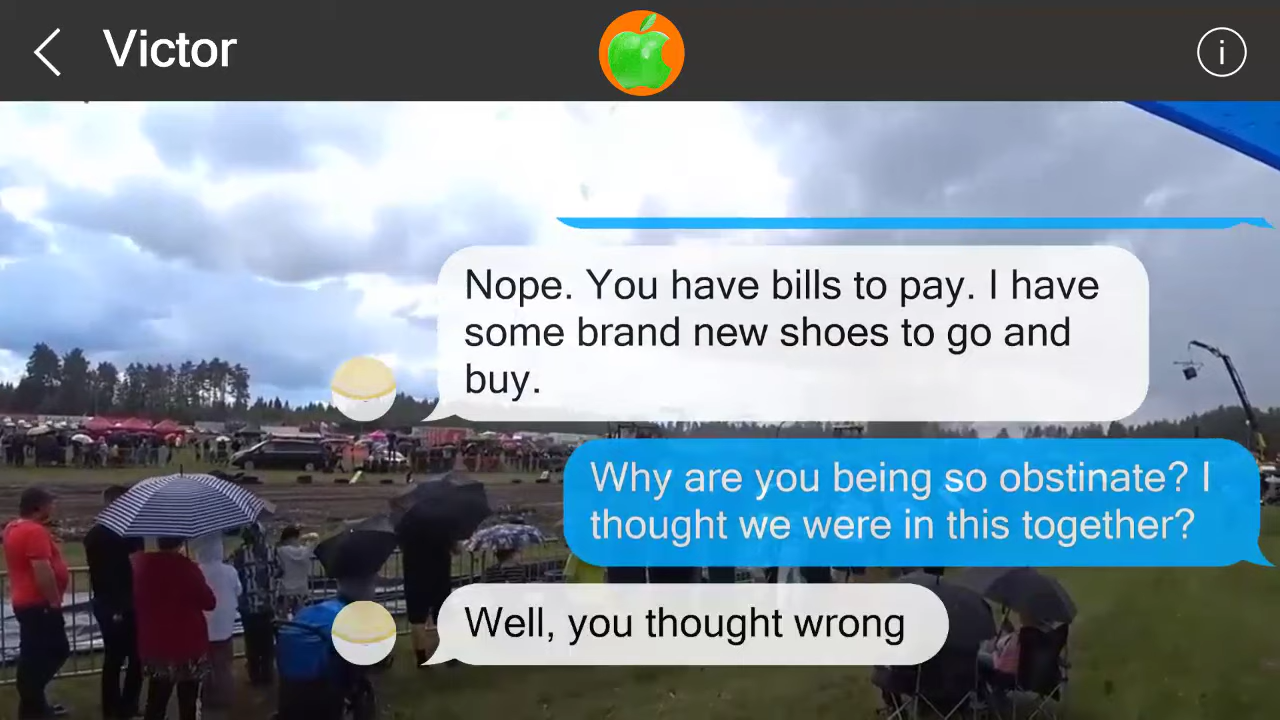 Victor
i
Nope. You have bills to pay. I have
some brand new shoes to go and
buy.
Why are you being so obstinate? I
thought we were in this together?
Well, you thought wrong